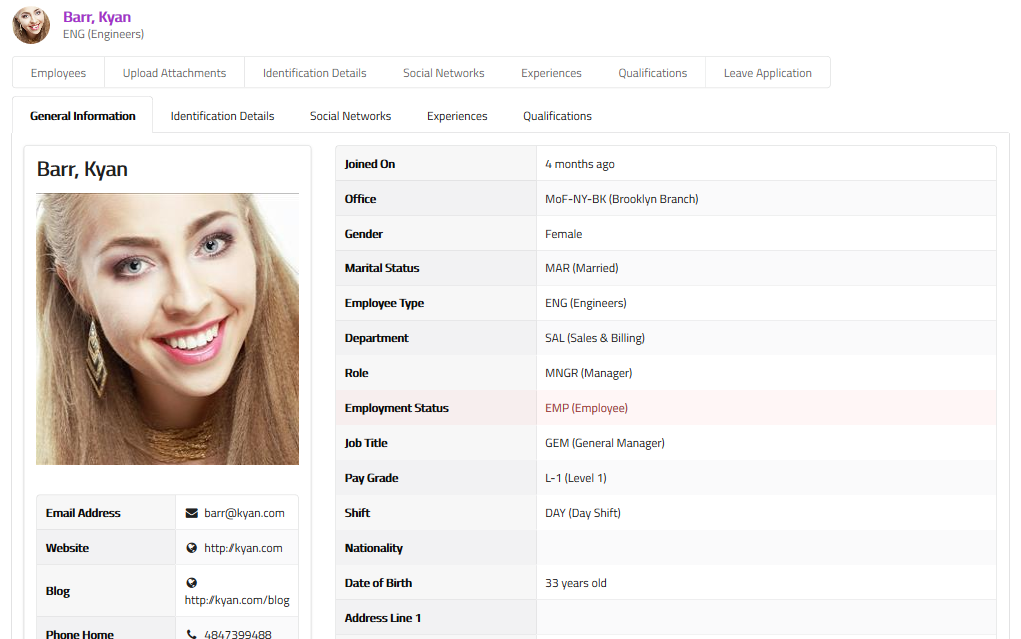 Barr, Kyan
ENG (Engineers)
Employees Upload Attachments Identification Details Social Networks Experiences Qualifications Leave Application
General Information Identification Details Social Networks Experiences Qualifications
Barr, Kyan
Email Address barr@kyan.com
Website http://kyan.com
Blog http://kyan.com/blog
Phone Home 4847399488
Joined On 4 months ago
Office MoF-NY-BK (Brooklyn Branch)
Gender Female
Marital Status MAR (Married)
Employee Type ENG (Engineers)
Department SAL (Sales & Billing)
Role MNGR (Manager)
Employment Status EMP (Employee)
Job Title GEM (General Manager)
Pay Grade L-1 (Level 1)
Shift DAY (Day Shift)
Nationality
Date of Birth 33 years old
Address Line 1